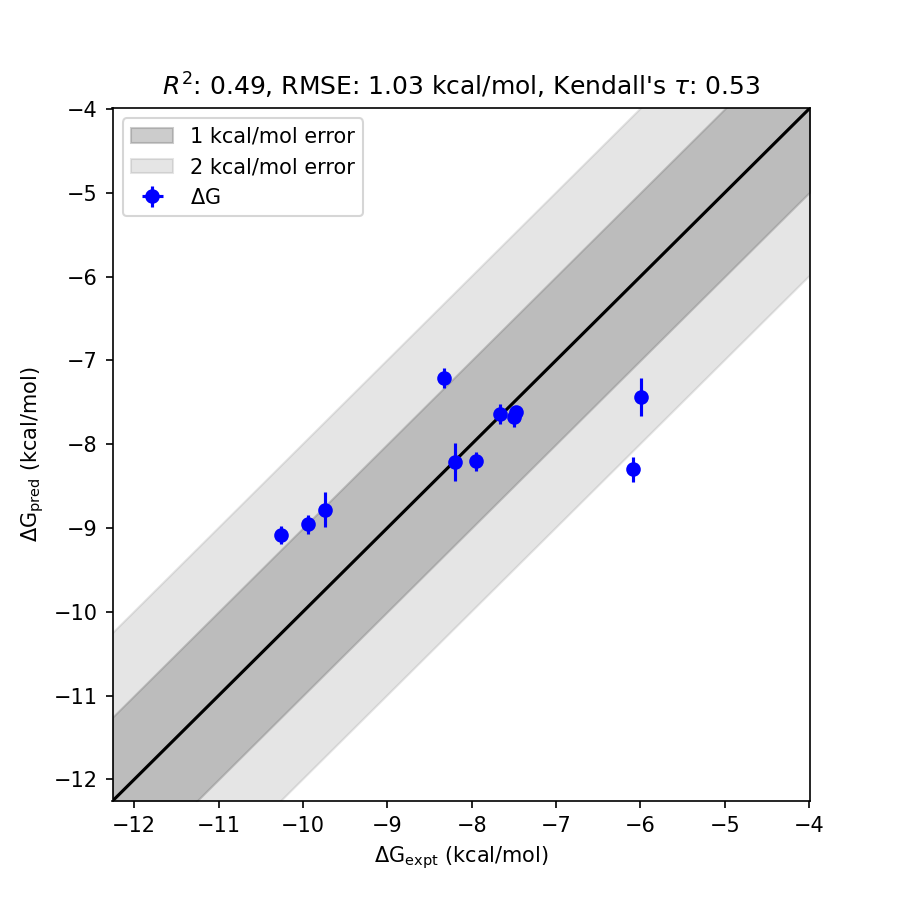 R²: 0.49, RMSE: 1.03 kcal/mol, Kendall's τ: 0.53
1 kcal/mol error
2 kcal/mol error
ΔG
−4
−5
−6
−7
−8
−9
−10
−11
−12
ΔGpred (kcal/mol)
−12 −11 −10 −9 −8 −7 −6 −5 −4
ΔGexpt (kcal/mol)